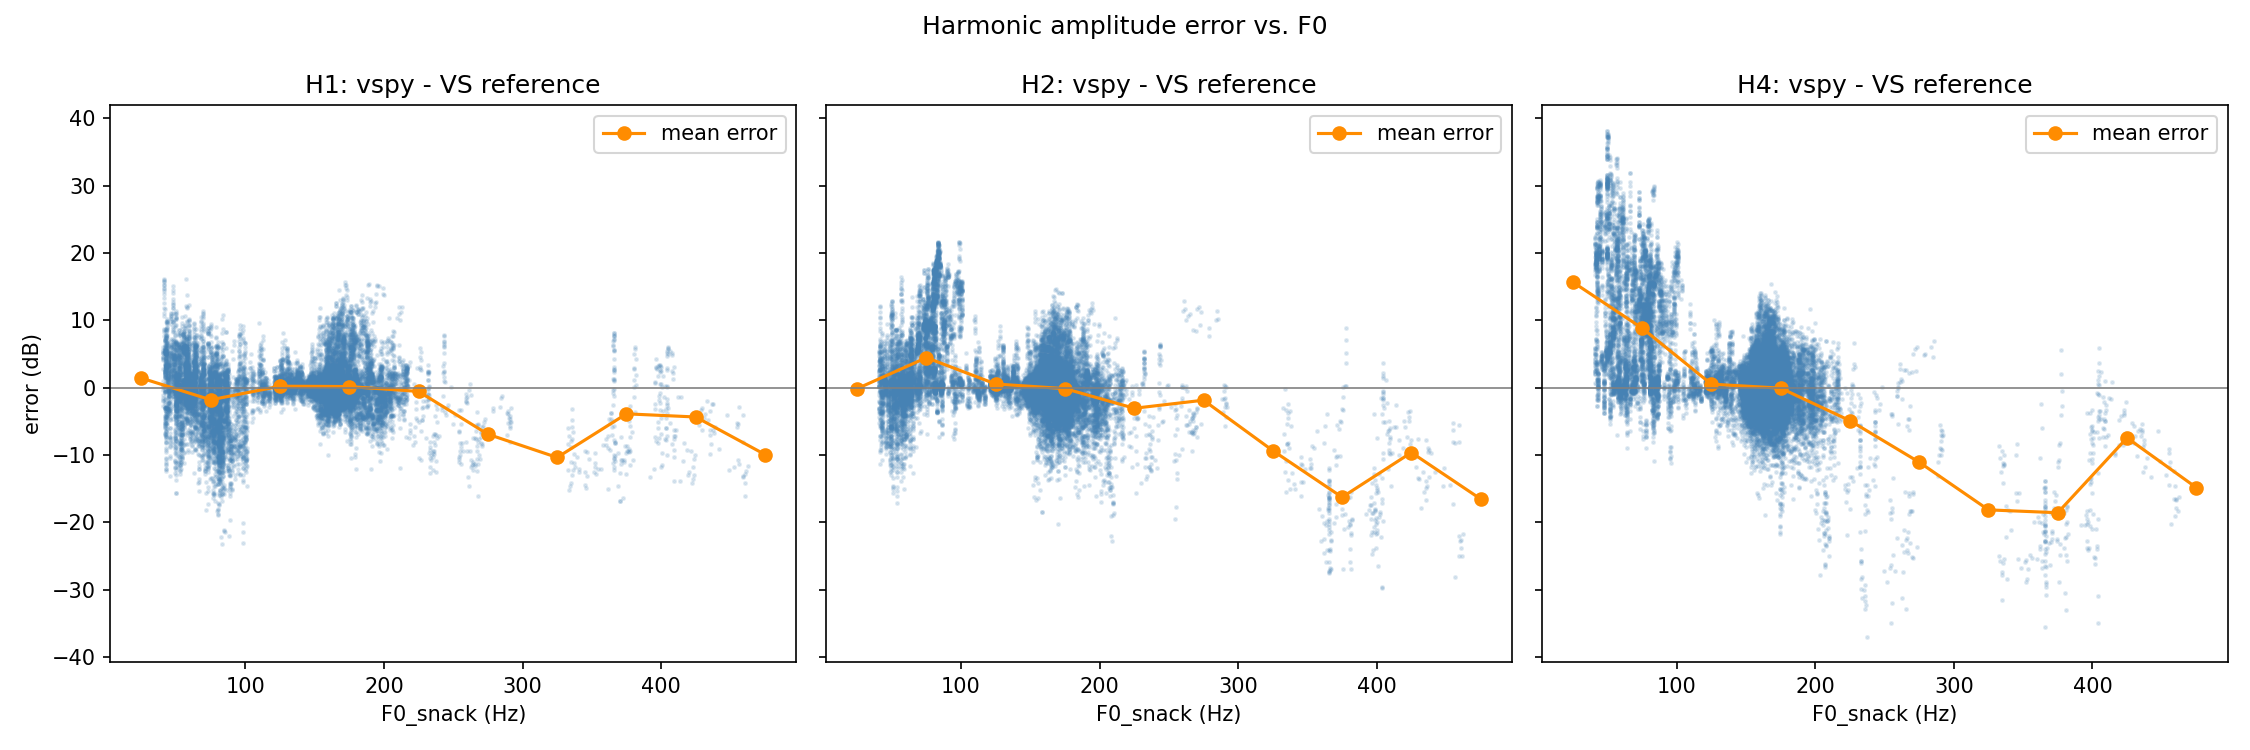 Harmonic amplitude error vs. F0
H1: vspy - VS reference
H2: vspy - VS reference
H4: vspy - VS reference
mean error
mean error
mean error
error (dB)
40
30
20
10
0
−10
−20
−30
−40
100 200 300 400
100 200 300 400
100 200 300 400
F0_snack (Hz)
F0_snack (Hz)
F0_snack (Hz)